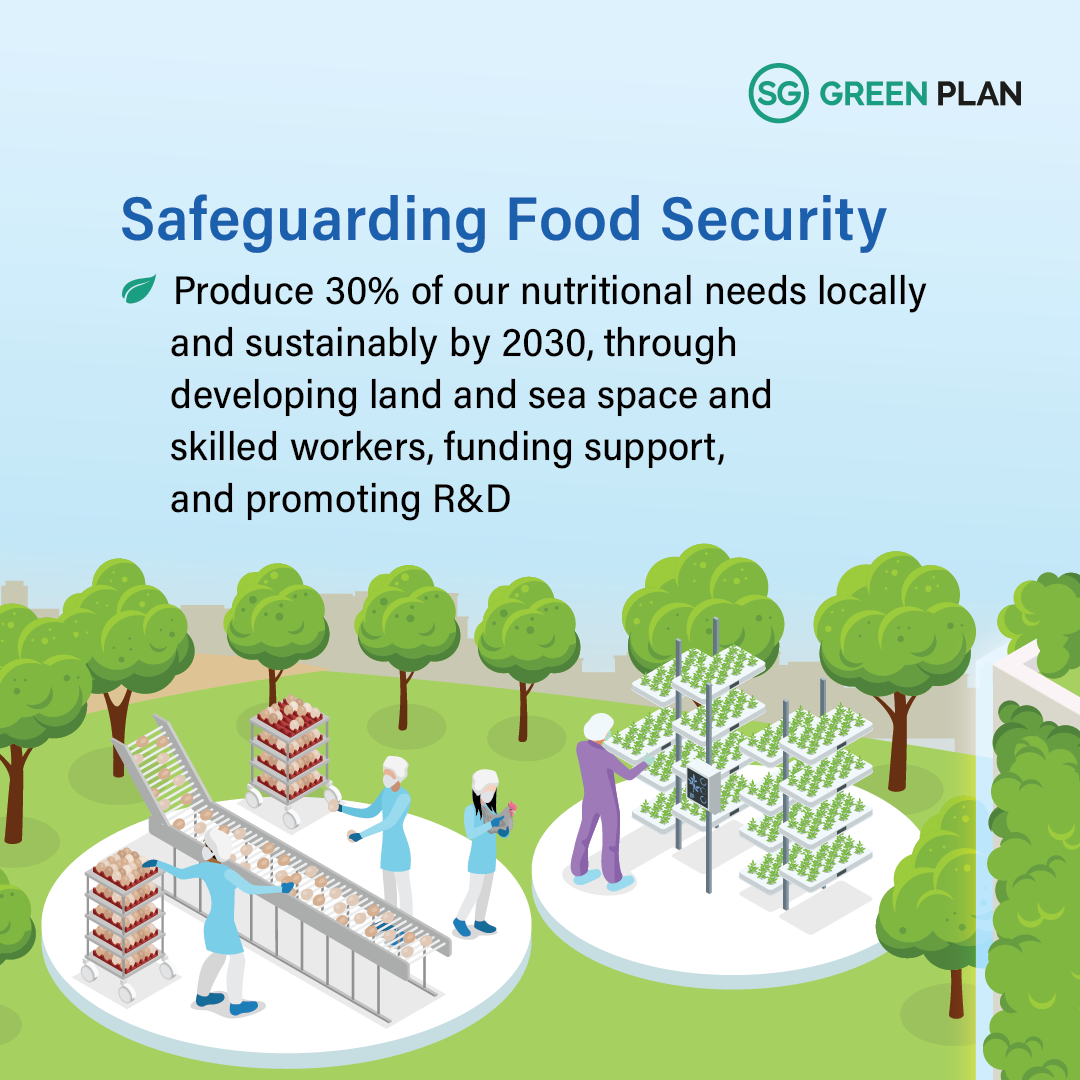 SG GREEN PLAN
Safeguarding Food Security
Produce 30% of our nutritional needs locally
and sustainably by 2030, through
developing land and sea space and
skilled workers, funding support,
and promoting R&D